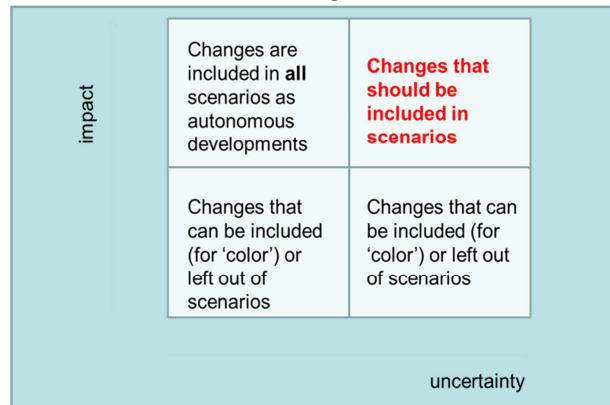 impact
Changes are
included in all
scenarios as
autonomous
developments
Changes that
should be
included in
scenarios
Changes that
can be included
(for ‘color’) or
left out of
scenarios
Changes that can
be included (for
‘color’) or left out
of scenarios
uncertainty